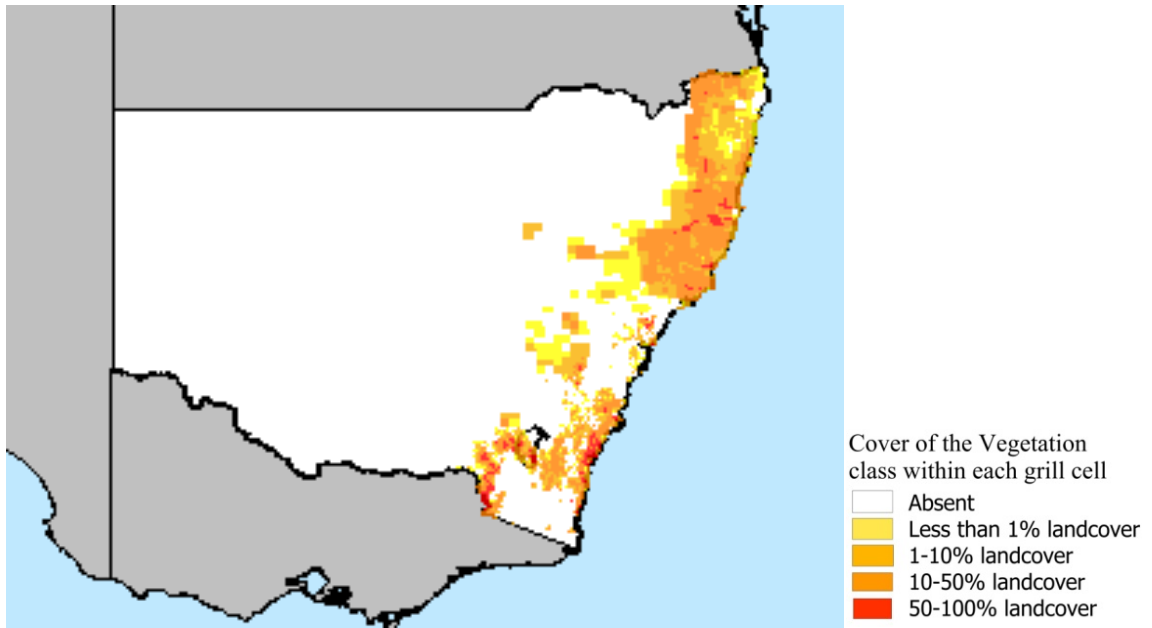 Cover of the Vegetation
class within each grill cell
Absent
Less than 1% landcover
1-10% landcover
10-50% landcover
50-100% landcover